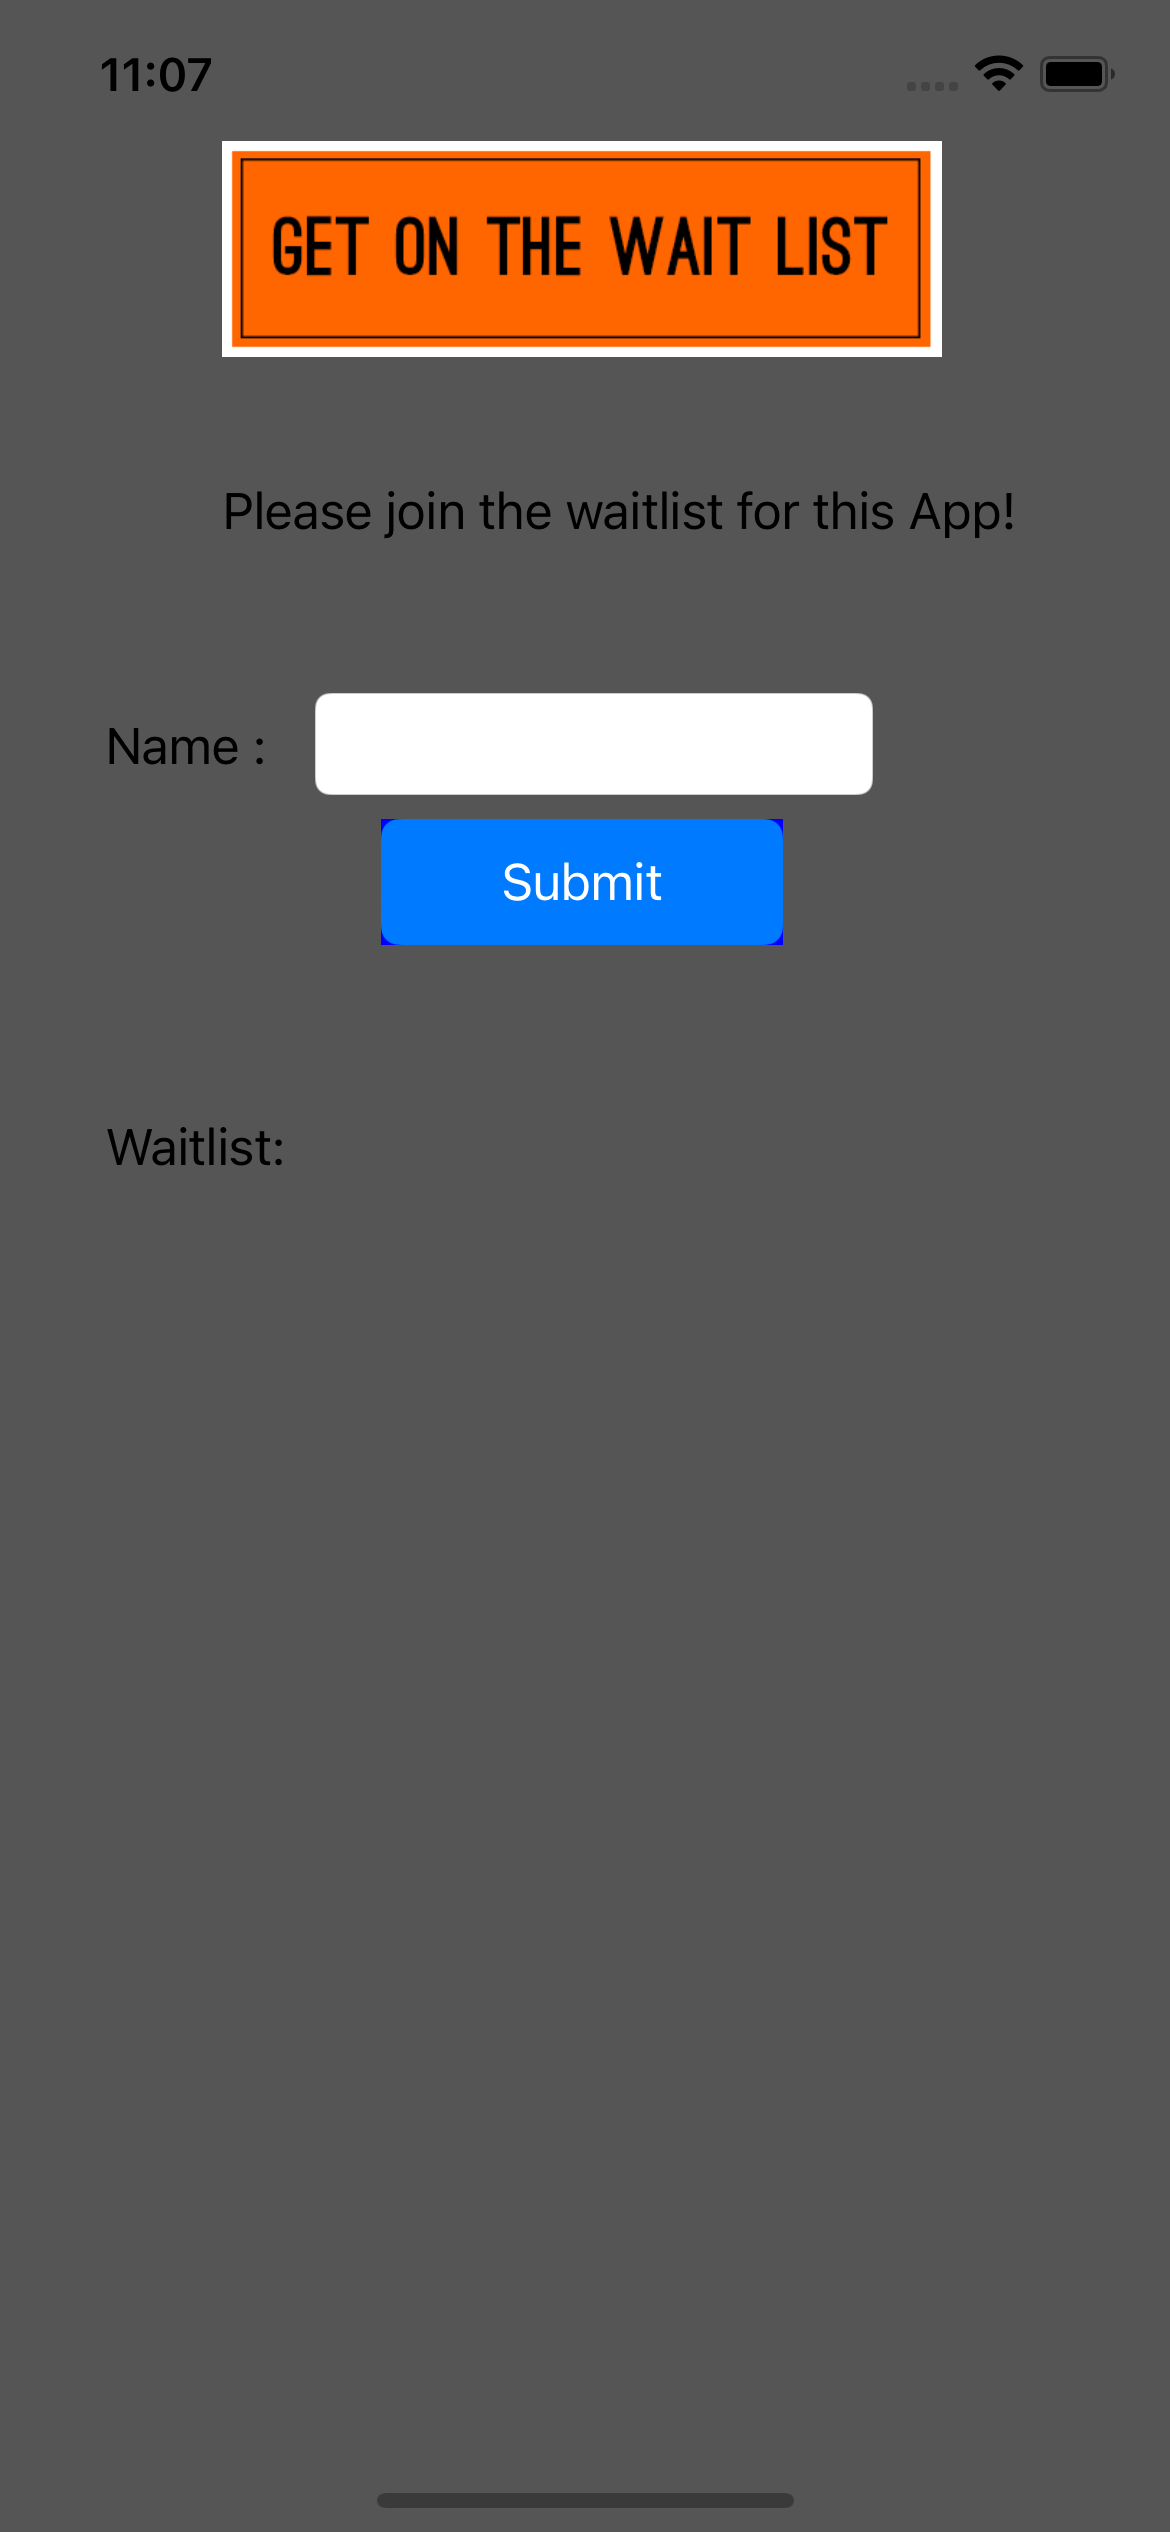 11:07
GET ON THE WAIT LIST
Please join the waitlist for this App!
Name :
Submit
Waitlist: